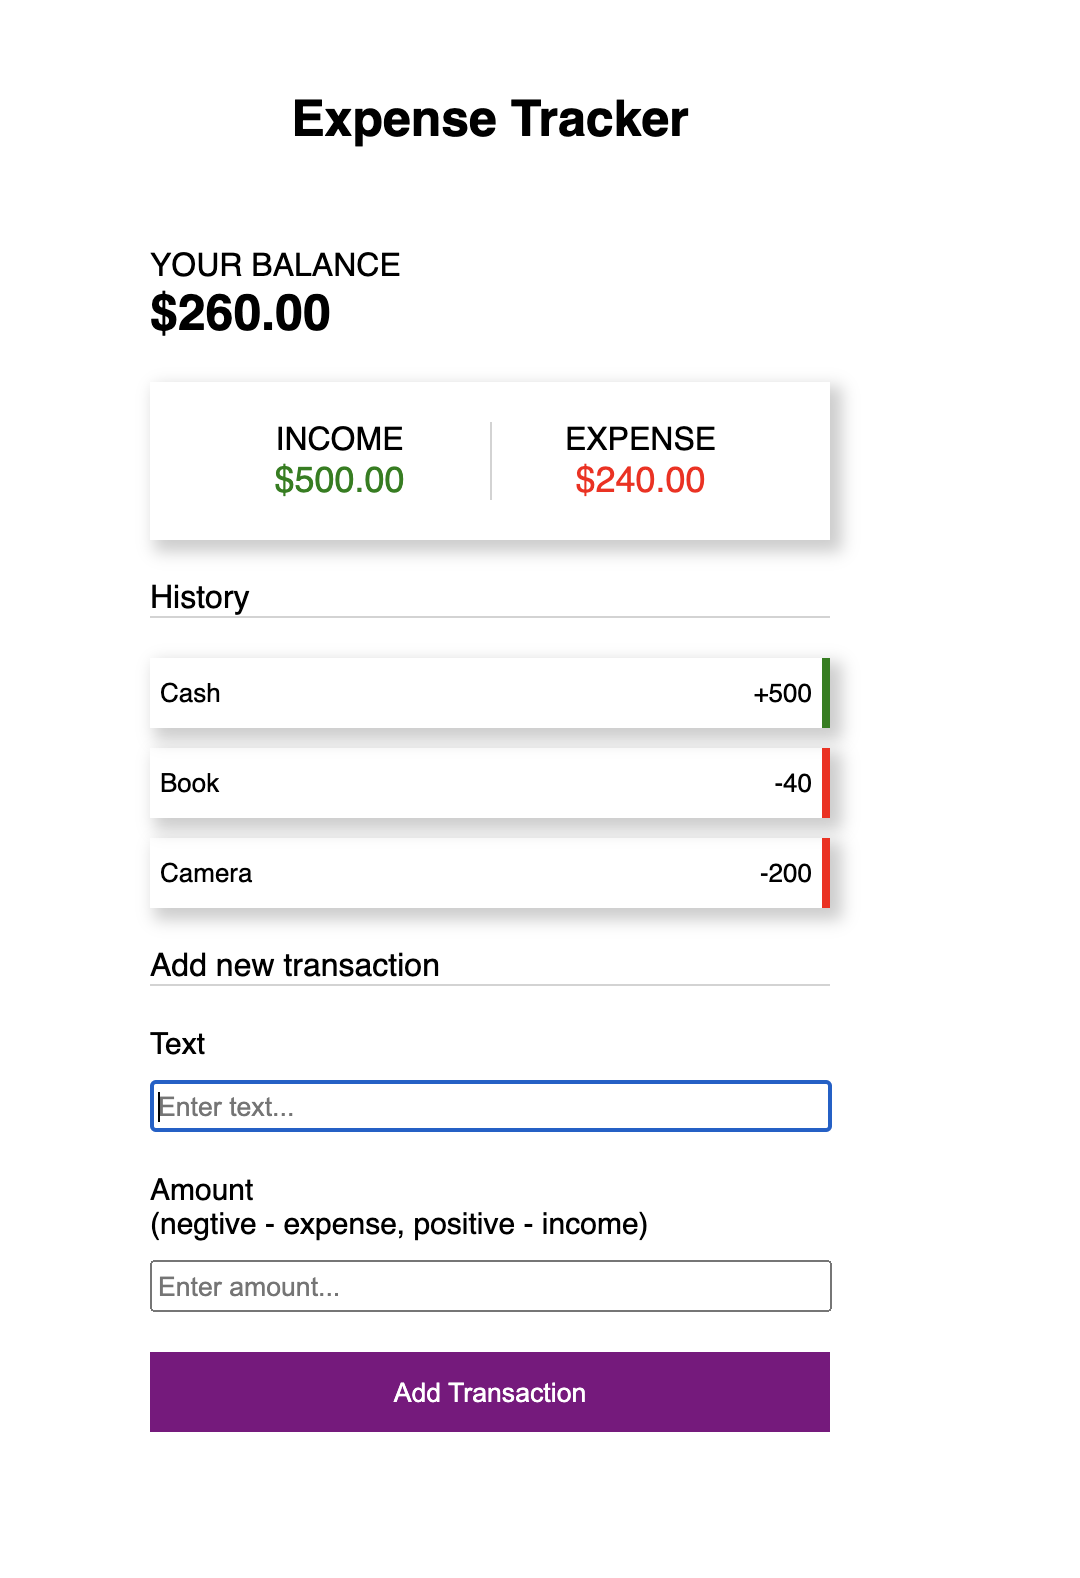 Expense Tracker
YOUR BALANCE
$260.00
INCOME
$500.00
EXPENSE
$240.00
History
Cash +500
Book -40
Camera -200
Add new transaction
Text
Enter text...
Amount
(negtive - expense, positive - income)
Enter amount...
Add Transaction